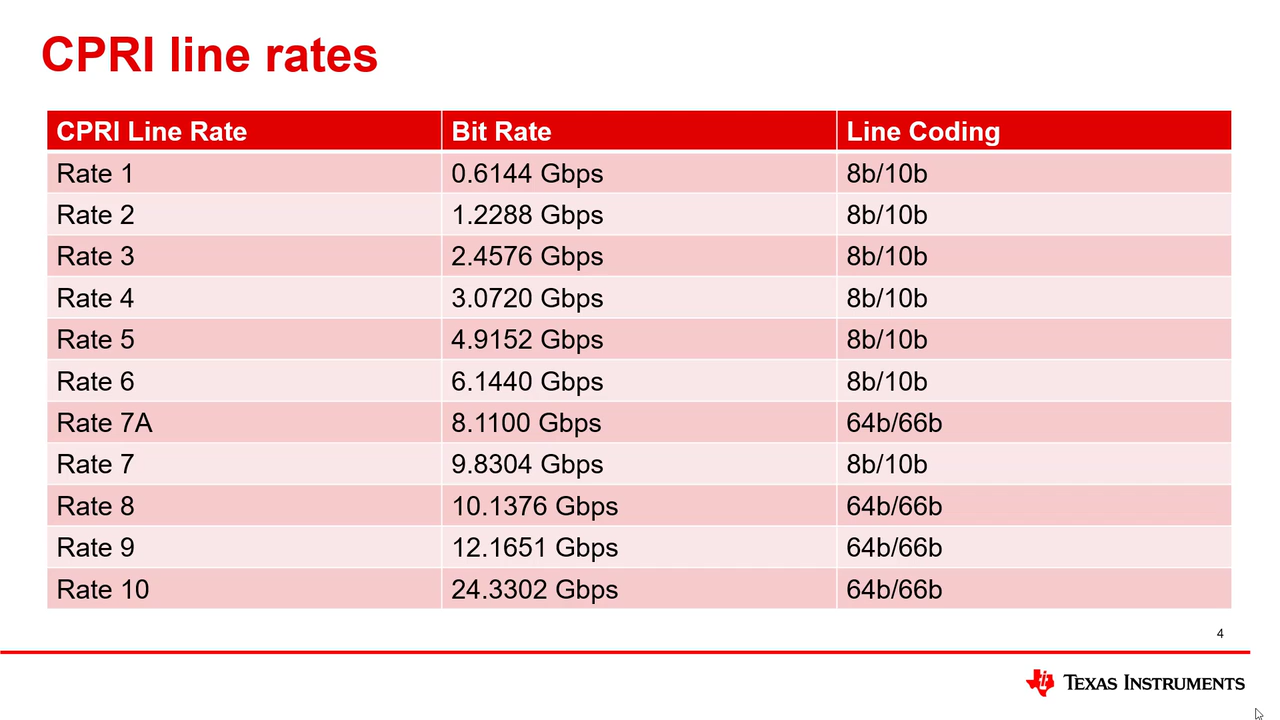 CPRI line rates
CPRI Line Rate Bit Rate Line Coding
Rate 1 0.6144 Gbps 8b/10b
Rate 2 1.2288 Gbps 8b/10b
Rate 3 2.4576 Gbps 8b/10b
Rate 4 3.0720 Gbps 8b/10b
Rate 5 4.9152 Gbps 8b/10b
Rate 6 6.1440 Gbps 8b/10b
Rate 7A 8.1100 Gbps 64b/66b
Rate 7 9.8304 Gbps 8b/10b
Rate 8 10.1376 Gbps 64b/66b
Rate 9 12.1651 Gbps 64b/66b
Rate 10 24.3302 Gbps 64b/66b
4
TEXAS INSTRUMENTS